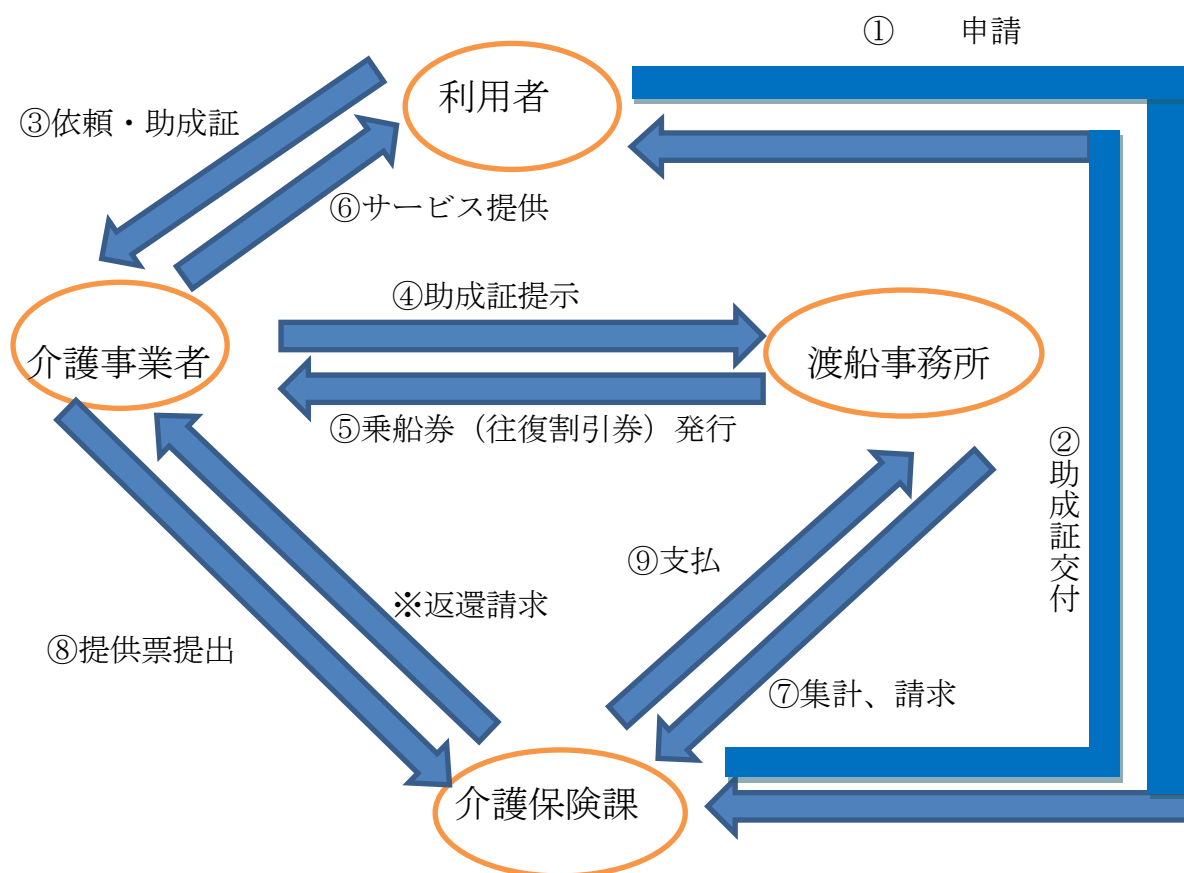 ① 申請
利用者
③依頼・助成証
⑥サービス提供
④助成証提示
介護事業者
渡船事務所
⑤乗船券（往復割引券）発行
②助成証交付
⑨支払
※返還請求
⑧提供票提出
⑦集計、請求
介護保険課